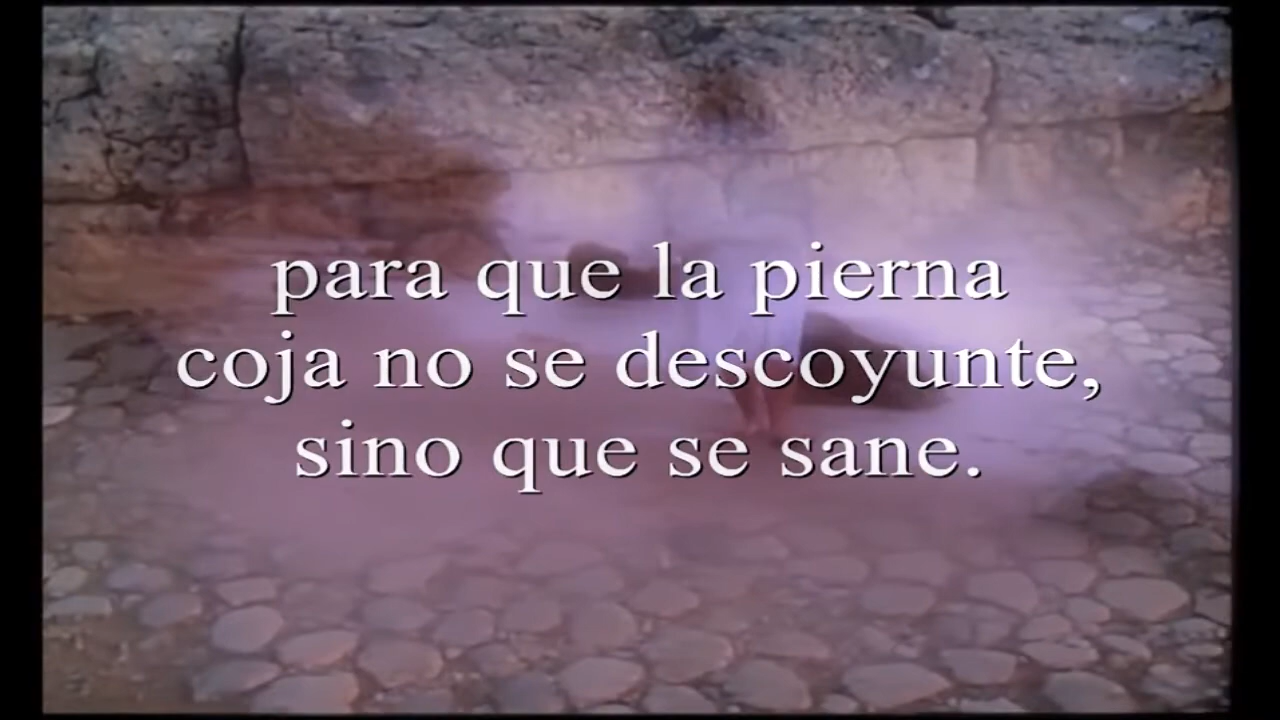 para que la pierna
coja no se descoyunte,
sino que se sane.